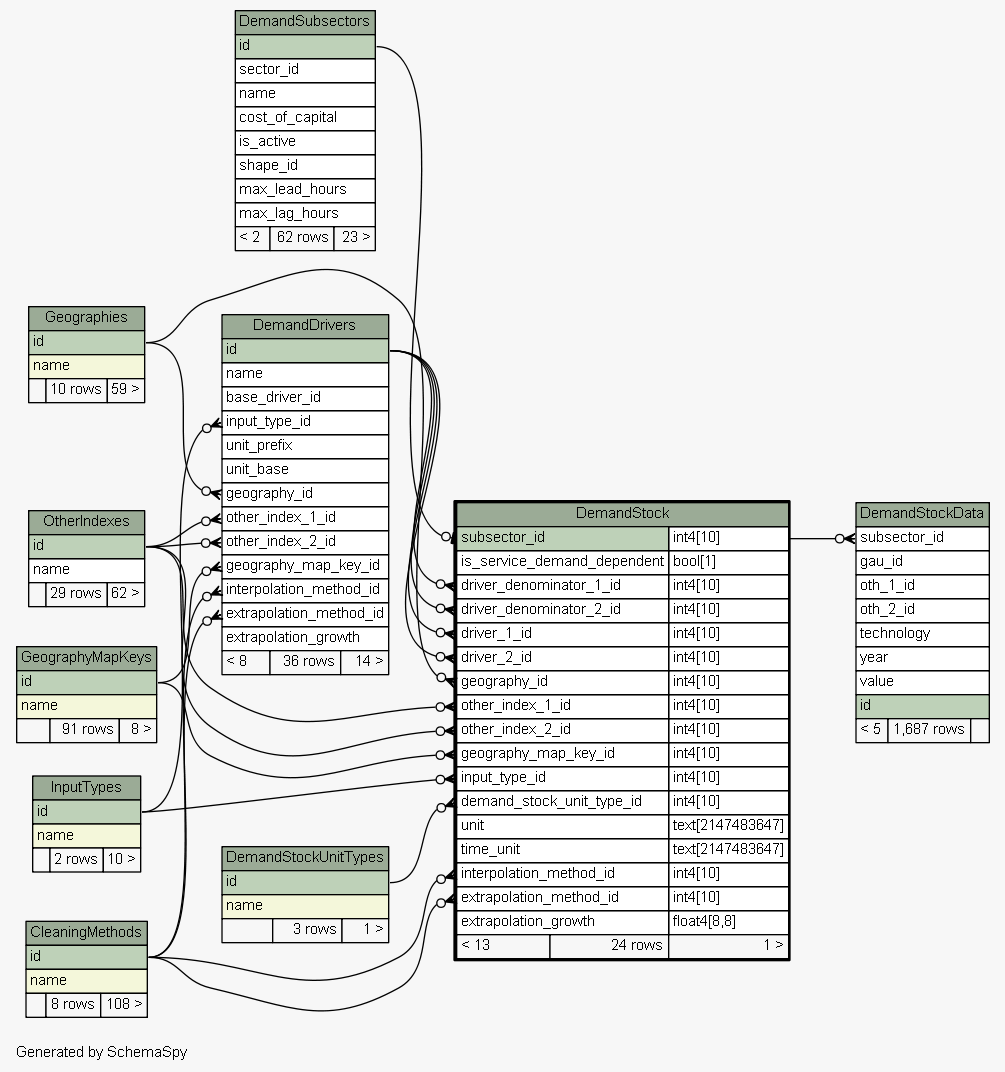 DemandSubsectors
id
sector_id
name
cost_of_capital
is_active
shape_id
max_lead_hours
max_lag_hours
< 2 62 rows 23 >
Geographies
id
name
10 rows 59 >
DemandDrivers
id
name
base_driver_id
input_type_id
unit_prefix
unit_base
geography_id
other_index_1_id
other_index_2_id
geography_map_key_id
interpolation_method_id
extrapolation_method_id
extrapolation_growth
< 8 36 rows 14 >
OtherIndexes
id
name
29 rows 62 >
GeographyMapKeys
id
name
91 rows 8 >
InputTypes
id
name
2 rows 10 >
DemandStockUnitTypes
id
name
3 rows 1 >
CleaningMethods
id
name
8 rows 108 >
DemandStock
subsector_id int4[10]
is_service_demand_dependent bool[1]
driver_denominator_1_id int4[10]
driver_denominator_2_id int4[10]
driver_1_id int4[10]
driver_2_id int4[10]
geography_id int4[10]
other_index_1_id int4[10]
other_index_2_id int4[10]
geography_map_key_id int4[10]
input_type_id int4[10]
demand_stock_unit_type_id int4[10]
unit text[2147483647]
time_unit text[2147483647]
interpolation_method_id int4[10]
extrapolation_method_id int4[10]
extrapolation_growth float4[8,8]
< 13 24 rows 1 >
DemandStockData
subsector_id
gau_id
oth_1_id
oth_2_id
technology
year
value
id
< 5 1,687 rows
Generated by SchemaSpy